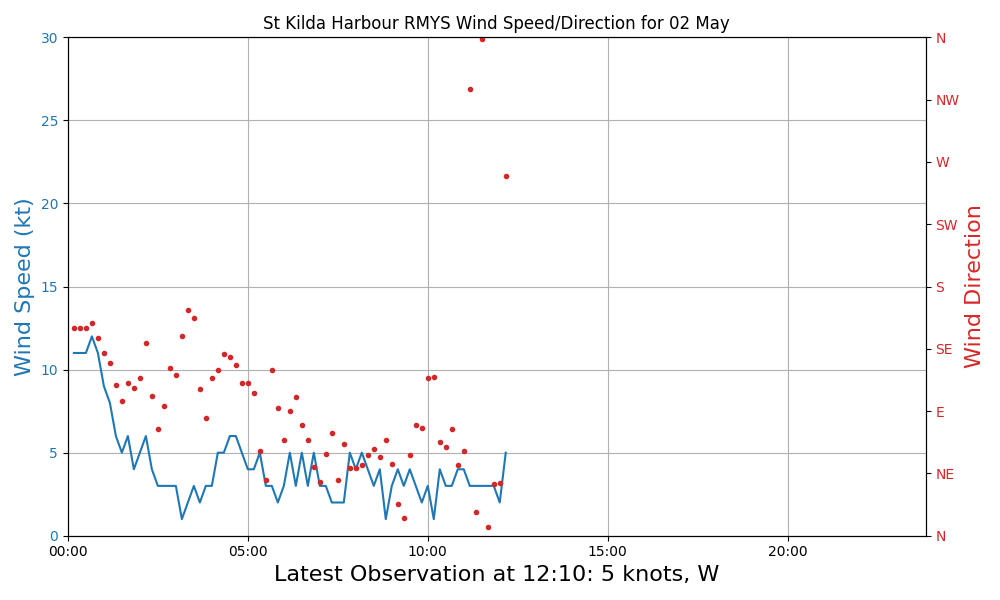 St Kilda Harbour RMYS Wind Speed/Direction for 02 May
30
25
20
15
10
5
0
Wind Speed (kt)
N
NW
W
SW
S
SE
E
NE
N
Wind Direction
00:00
05:00
10:00
15:00
20:00
Latest Observation at 12:10: 5 knots, W